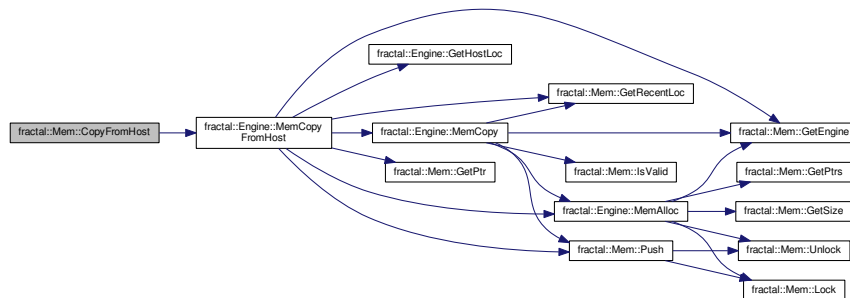 fractal::Mem::CopyFromHost
fractal::Engine::MemCopy
FromHost
fractal::Engine::GetHostLoc
fractal::Mem::GetRecentLoc
fractal::Engine::MemCopy
fractal::Mem::GetEngine
fractal::Mem::GetPtr
fractal::Mem::IsValid
fractal::Mem::GetPtrs
fractal::Engine::MemAlloc
fractal::Mem::GetSize
fractal::Mem::Push
fractal::Mem::Unlock
fractal::Mem::Lock